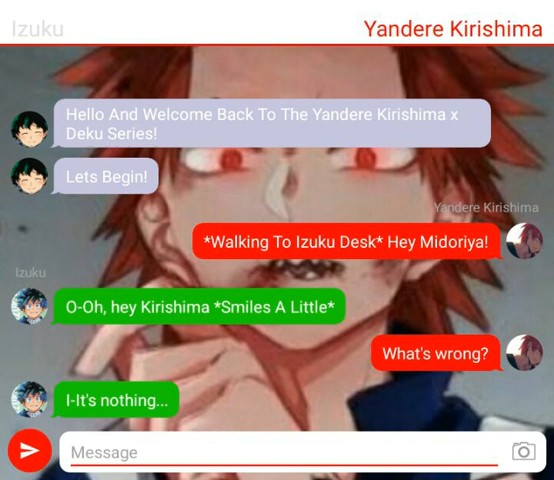 Izuku
Yandere Kirishima
Hello And Welcome Back To The Yandere Kirishima x
Deku Series!
Lets Begin!
Yandere Kirishima
*Walking To Izuku Desk* Hey Midoriya!
Izuku
O-Oh, hey Kirishima *Smiles A Little*
What's wrong?
I-It's nothing...
Message